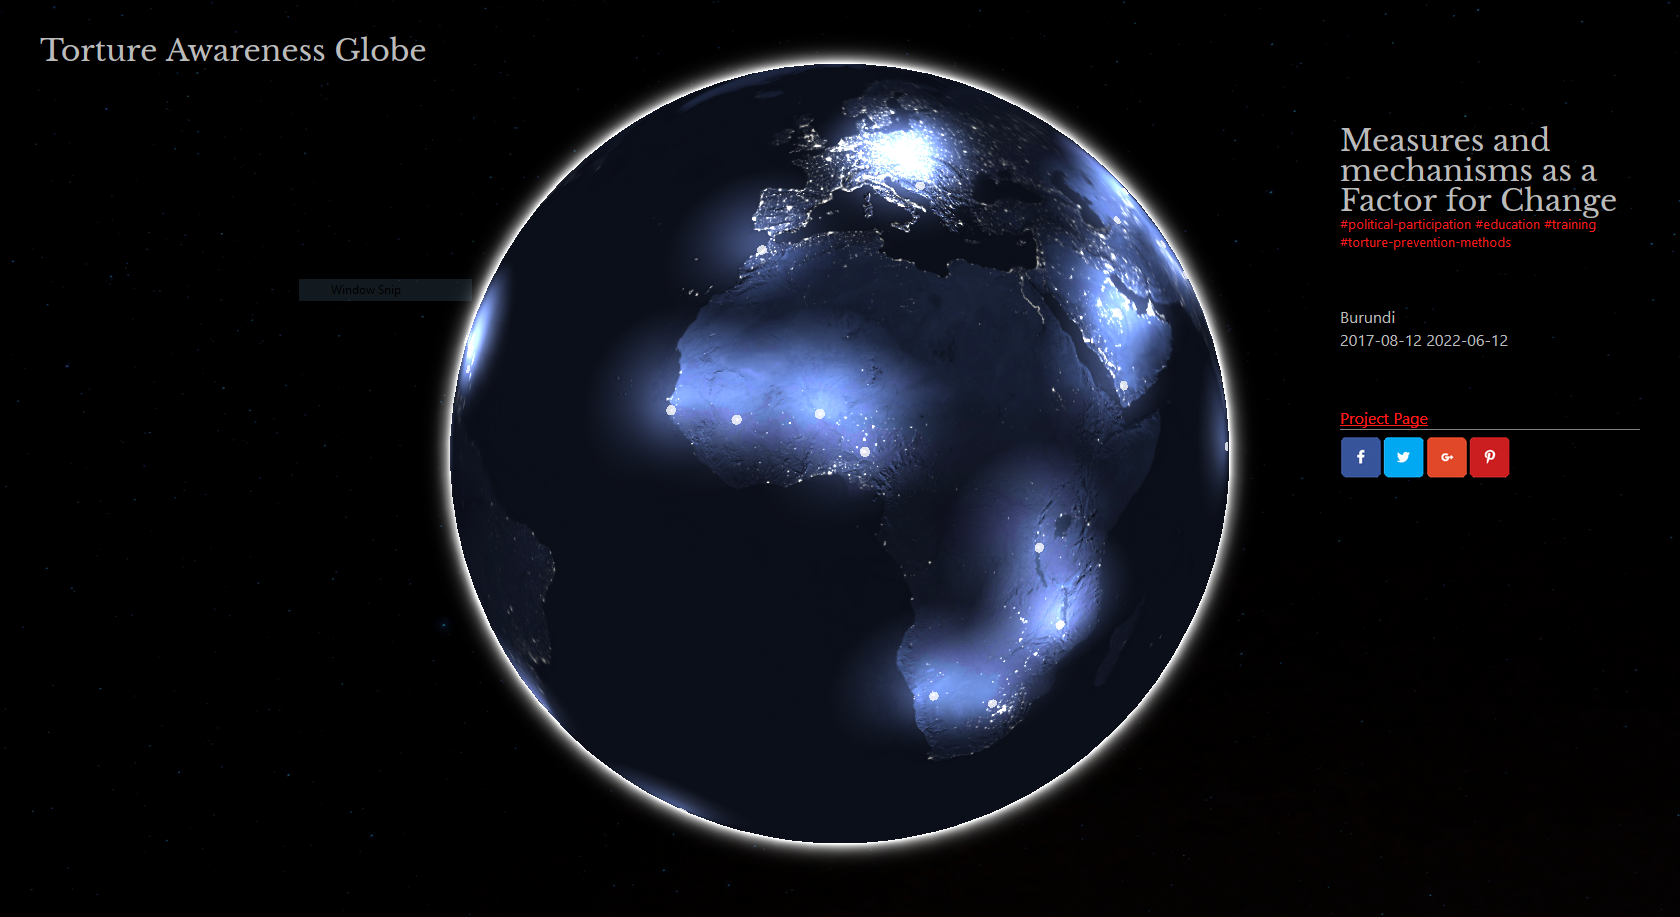 Torture Awareness Globe
Measures and
mechanisms as a
Factor for Change
#political-participation #education #training
#torture-prevention-methods
Window Snip
Burundi
2017-08-12 2022-06-12
Project Page